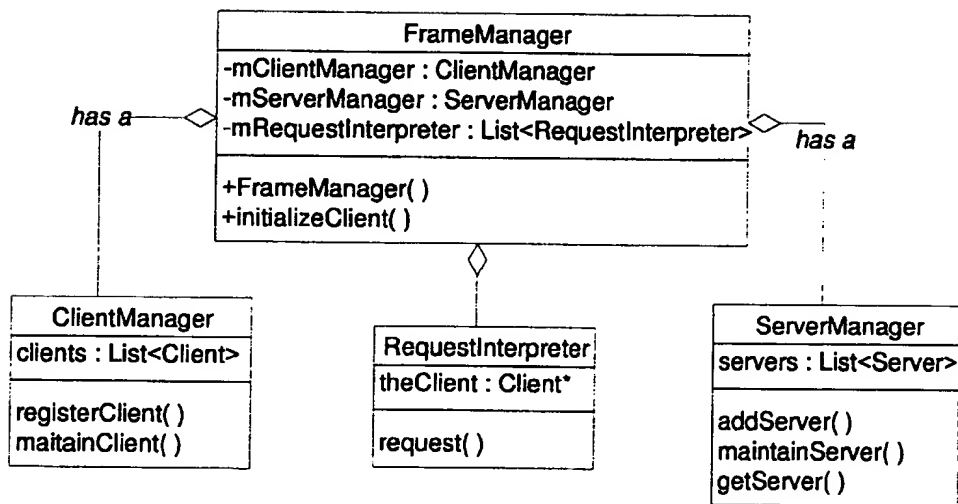 FrameManager
-mClientManager : ClientManager
-mServerManager : ServerManager
-mRequestInterpreter : List<RequestInterpreter>
has a
has a
+FrameManager( )
+initializeClient( )
ClientManager
clients : List<Client>
registerClient( )
maitainClient( )
RequestInterpreter
theClient : Client*
request( )
ServerManager
servers : List<Server>
addServer( )
maintainServer( )
getServer( )